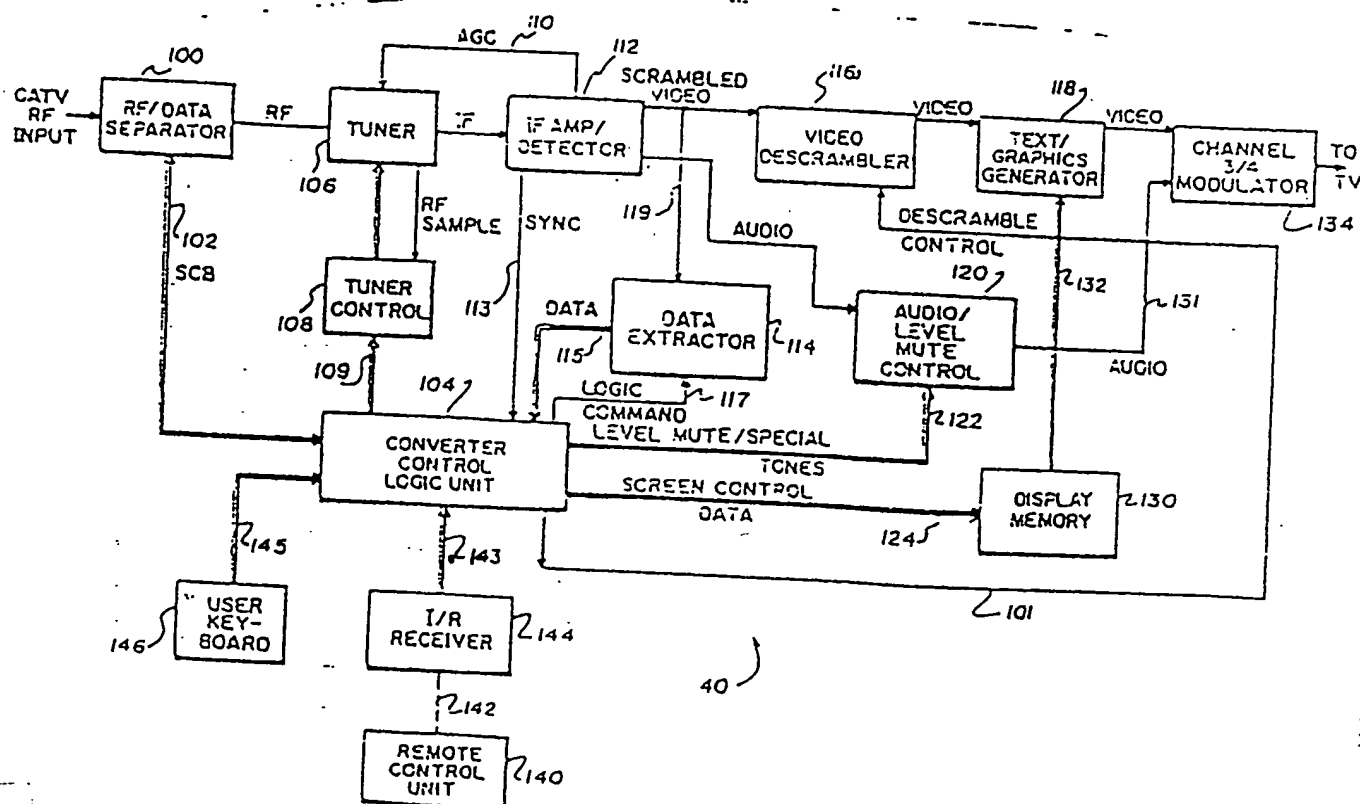 AGC
110
112
100
CATV
RF
INPUT
RF/DATA
SEPARATOR
RF
TUNER
106
IF
IF AMP/
DETECTOR
SCRAMBLED
VIDEO
116
VIDEO
DESCRAMBLER
VIDEO
118
TEXT/
GRAPHICS
GENERATOR
VIDEO
CHANNEL
3/4
MODULATOR
134
TO
TV
102
SCB
RF
SAMPLE
SYNC
113
119
AUDIO
DESCRAMBLE
CONTROL
108
TUNER
CONTROL
109
DATA
115
DATA
EXTRACTOR
114
120
AUDIO/
LEVEL
MUTE
CONTROL
132
131
AUDIO
104
LOGIC
COMMAND
117
122
CONVERTER
CONTROL
LOGIC UNIT
LEVEL MUTE/SPECIAL
TONES
SCREEN CONTROL
DATA
124
DISPLAY
MEMORY
130
145
143
101
146
USER
KEY-
BOARD
I/R
RECEIVER
144
40
142
REMOTE
CONTROL
UNIT
140